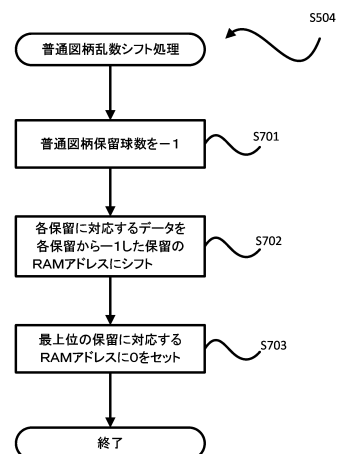 S504
普通図柄乱数シフト処理
普通図柄保留球数を－1
S701
各保留に対応するデータを
各保留から－1した保留の
RAMアドレスにシフト
S702
最上位の保留に対応する
RAMアドレスに0をセット
S703
終了